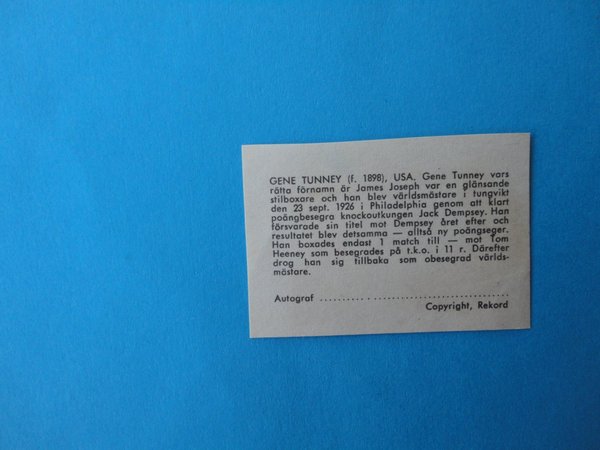 GENE TUNNEY (f. 1898), USA. Gene Tunney vars
rätta förnamn är James Joseph var en glänsande
stilboxare och han blev världsmästare i tungvikt
den 23 sept. 1926 i Philadelphia genom att klart
poängbesegra knockoutkungen Jack Dempsey. Han
försvarade sin titel mot Dempsey året efter och
resultatet blev detsamma — alltså ny poängseger.
Han boxades endast 1 match till — mot Tom
Heeney som besegrades på t.k.o. i 11 r. Därefter
drog han sig tillbaka som obesegrad världs-
mästare.
Autograf ........................................
Copyright, Rekord